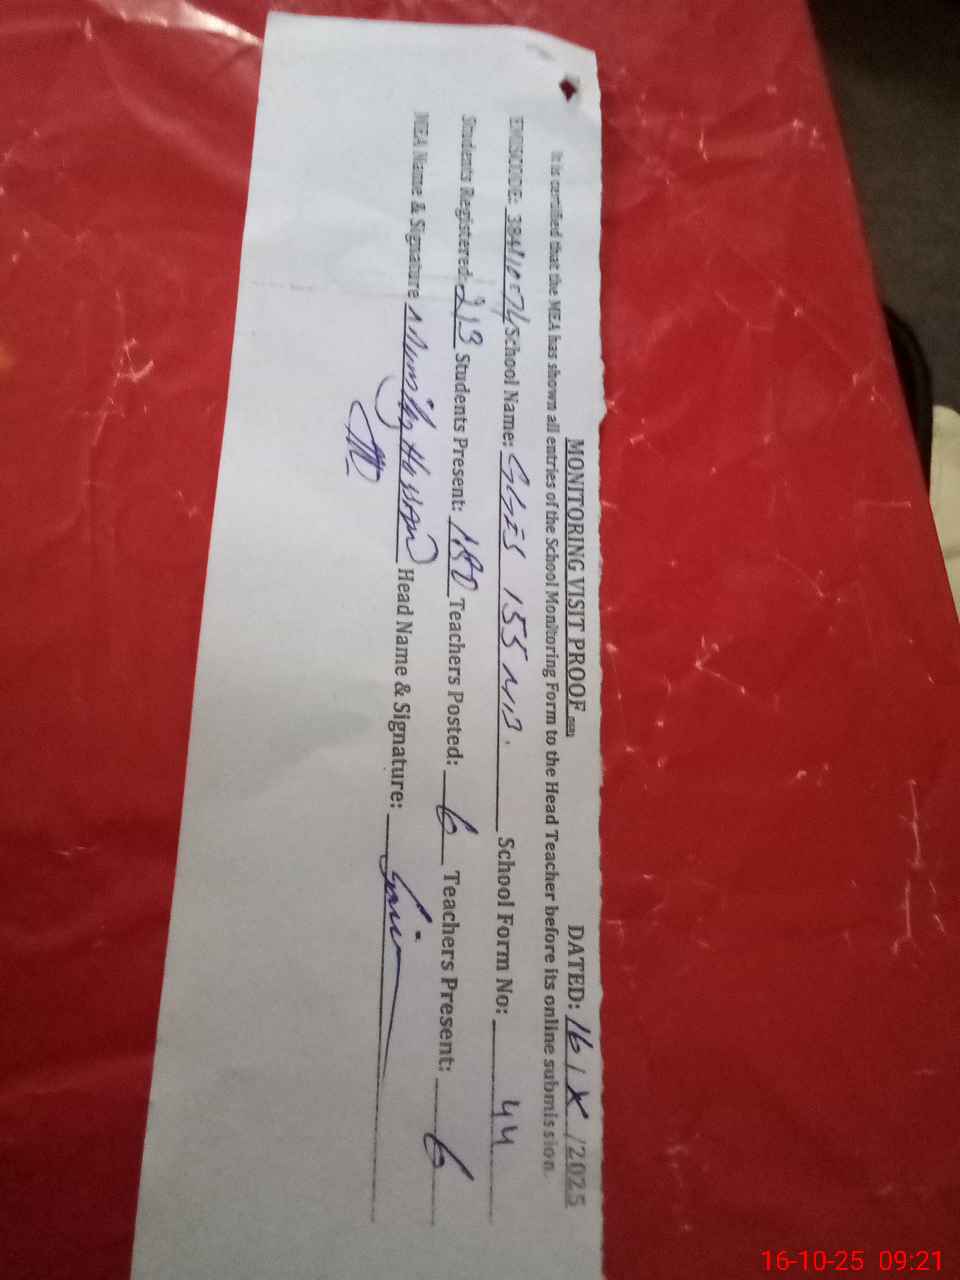 MONITORING VISIT PROOF DATED: 16 / X /2025
It is certified that the MEA has shown all entries of the School Monitoring Form to the Head Teacher before its online submission.
EMISCODE: School Name: GGES 155 School Form No: 44
Students Registered: 213 Students Present: 180 Teachers Posted: 6 Teachers Present: 6
MEA Name & Signature Hassan Head Name & Signature:
16-10-25 09:21